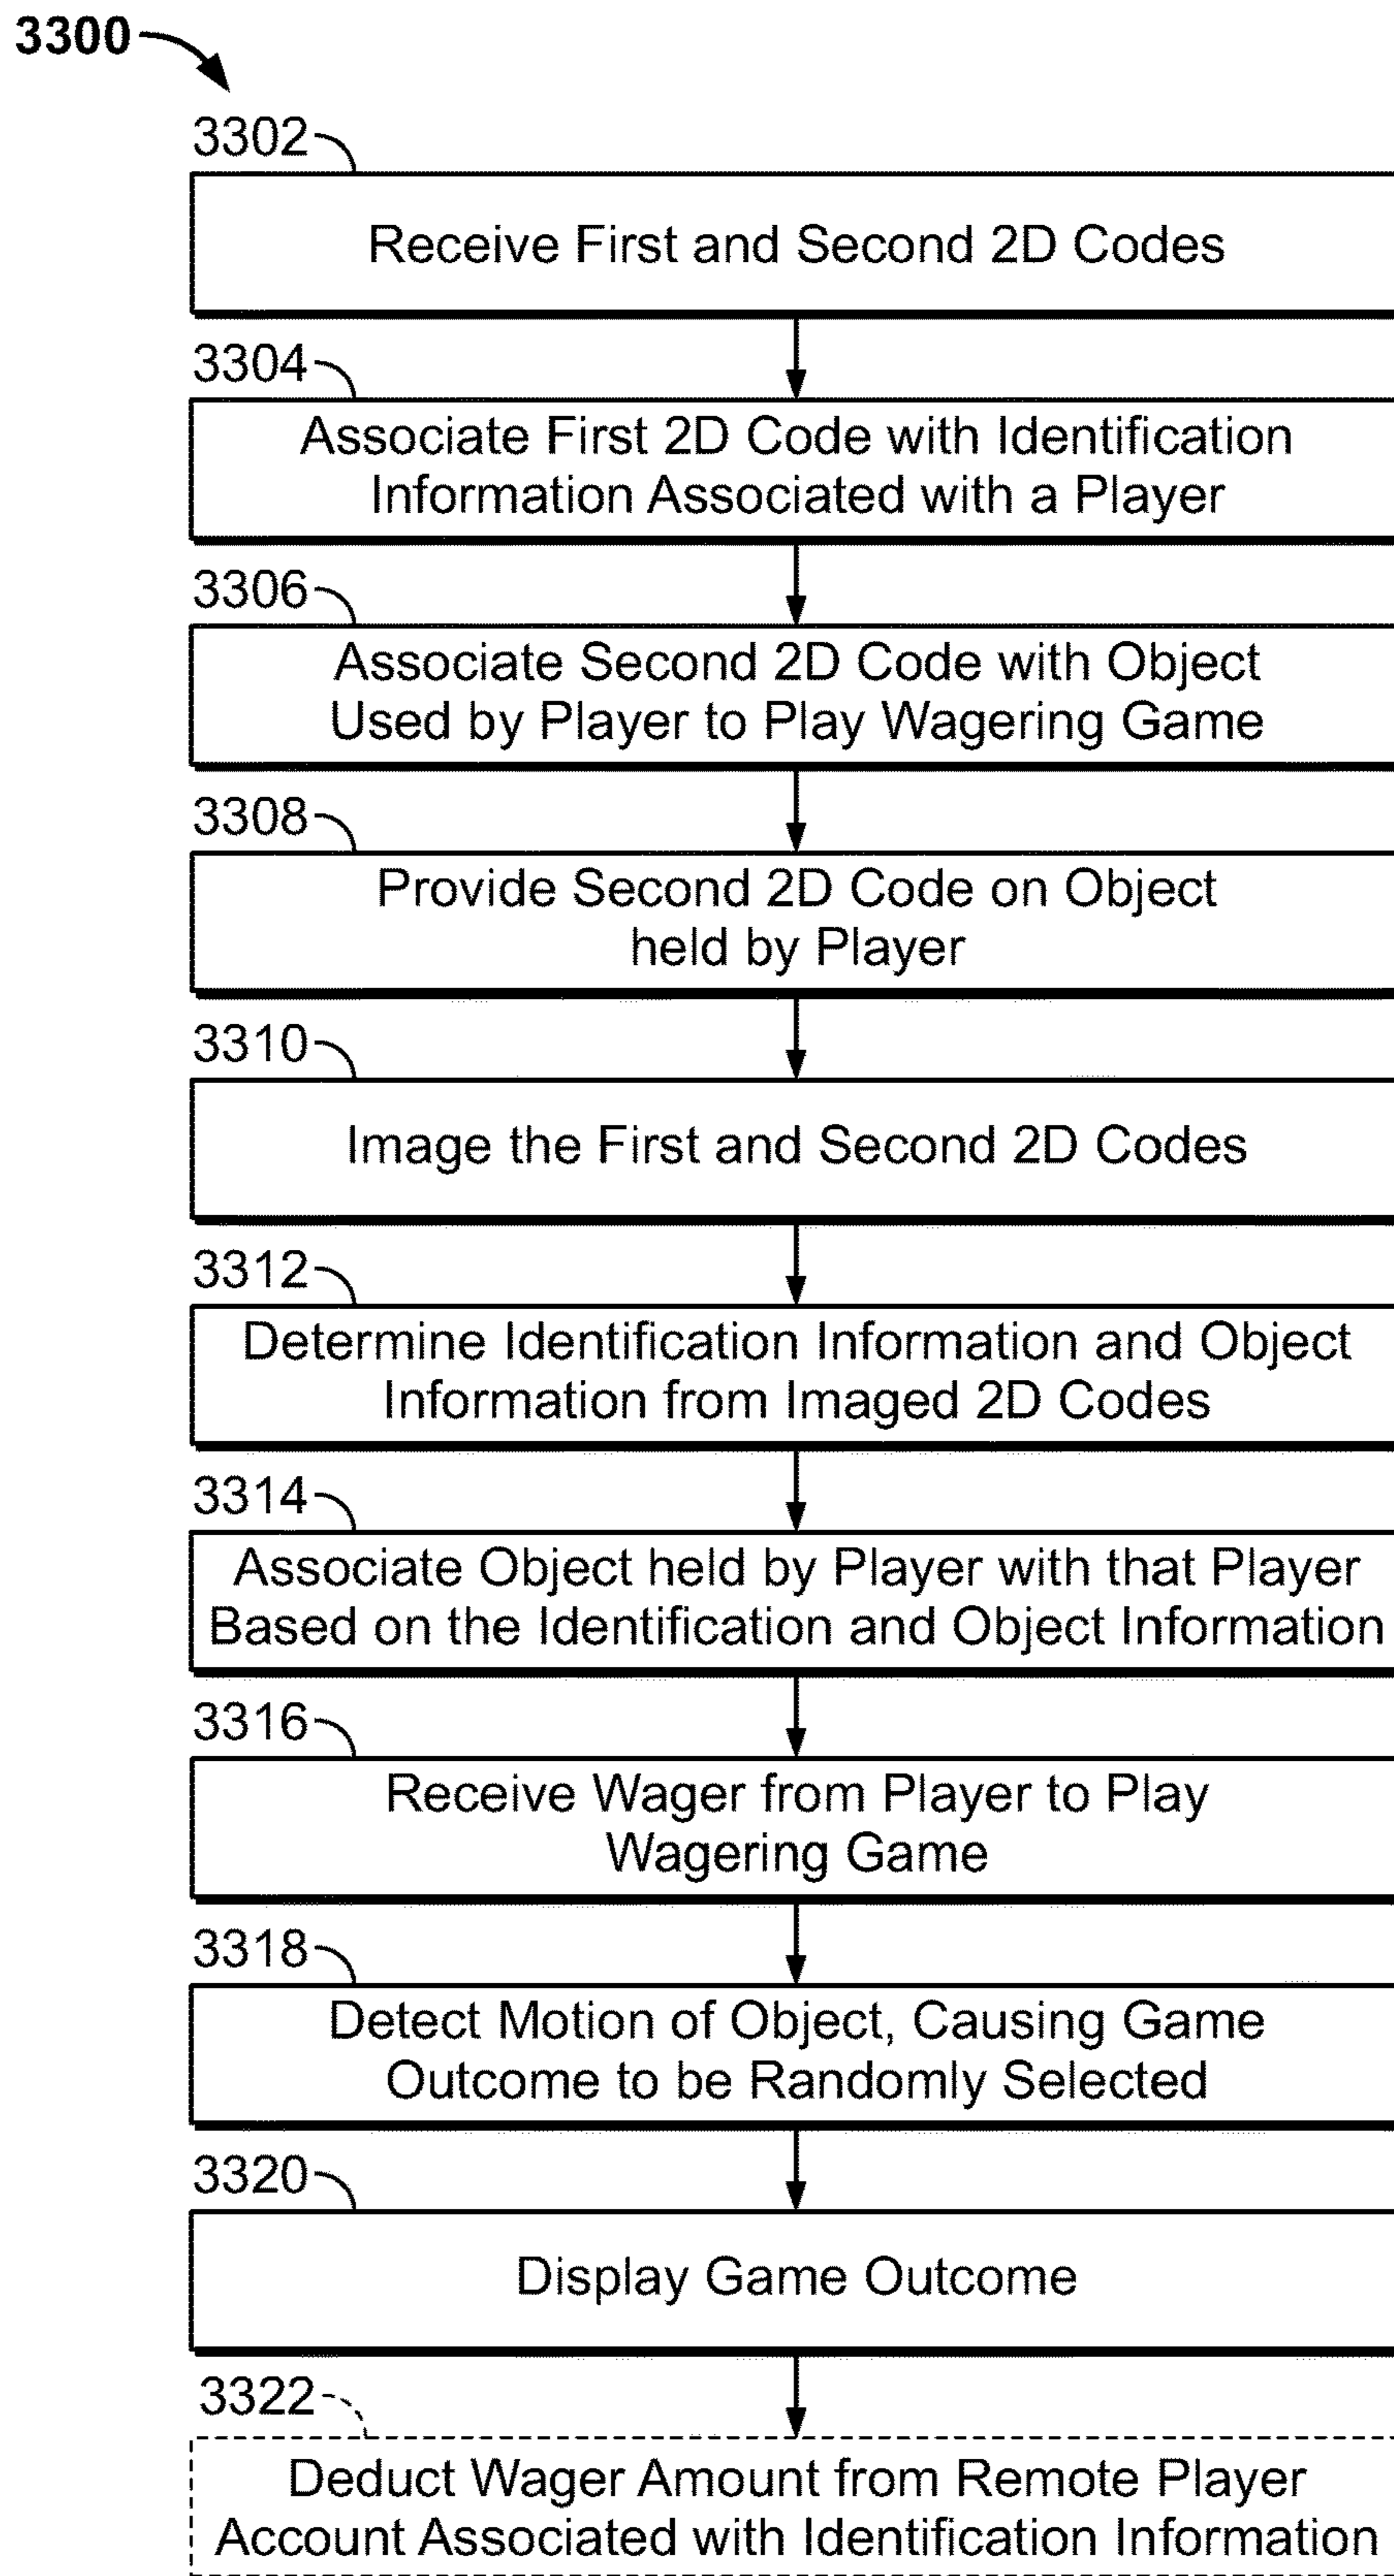 3300
3302
Receive First and Second 2D Codes
3304
Associate First 2D Code with Identification
Information Associated with a Player
3306
Associate Second 2D Code with Object
Used by Player to Play Wagering Game
3308
Provide Second 2D Code on Object
held by Player
3310
Image the First and Second 2D Codes
3312
Determine Identification Information and Object
Information from Imaged 2D Codes
3314
Associate Object held by Player with that Player
Based on the Identification and Object Information
3316
Receive Wager from Player to Play
Wagering Game
3318
Detect Motion of Object, Causing Game
Outcome to be Randomly Selected
3320
Display Game Outcome
3322
Deduct Wager Amount from Remote Player
Account Associated with Identification Information